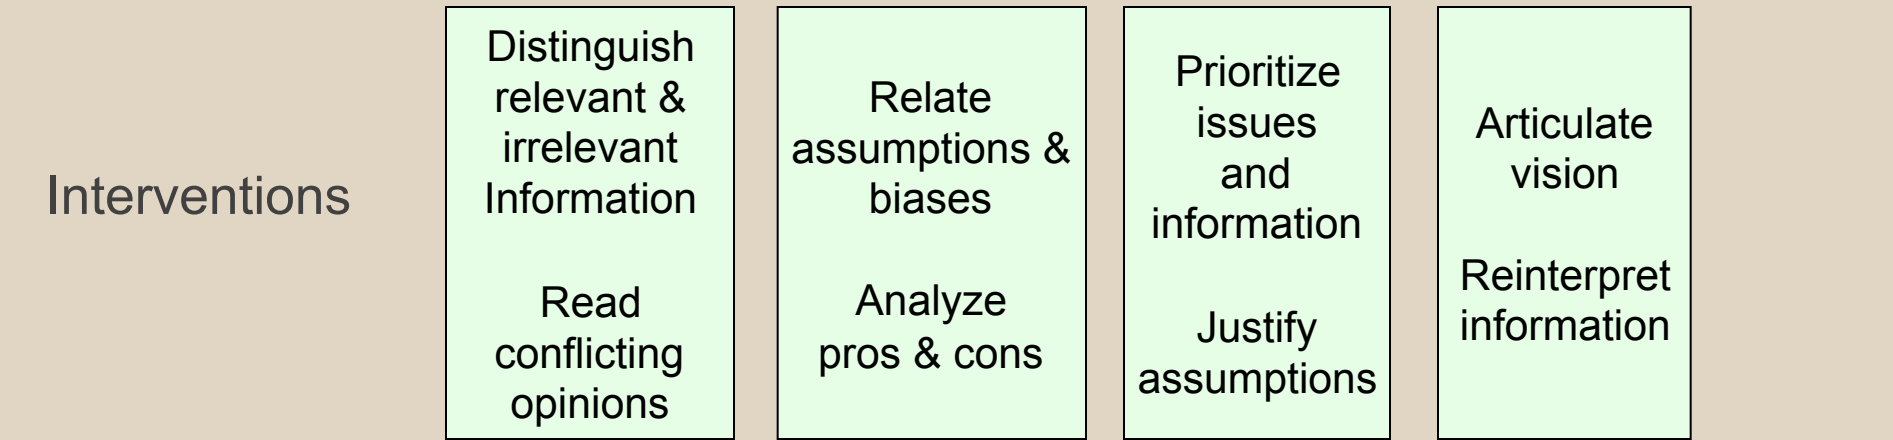 Interventions
Distinguish
relevant &
irrelevant
Information
Read
conflicting
opinions
Relate
assumptions &
biases
Analyze
pros & cons
Prioritize
issues
and
information
Justify
assumptions
Articulate
vision
Reinterpret
information